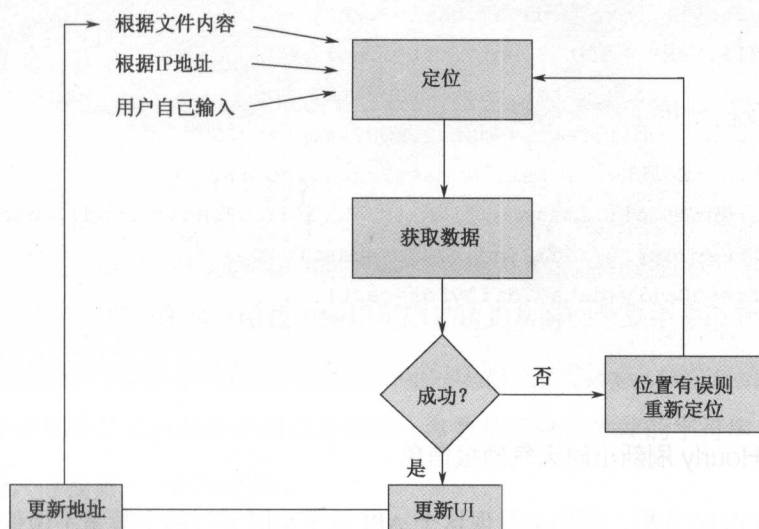 根据文件内容
根据IP地址
用户自己输入
定位
获取数据
成功?
否
位置有误则
重新定位
是
更新地址
更新UI